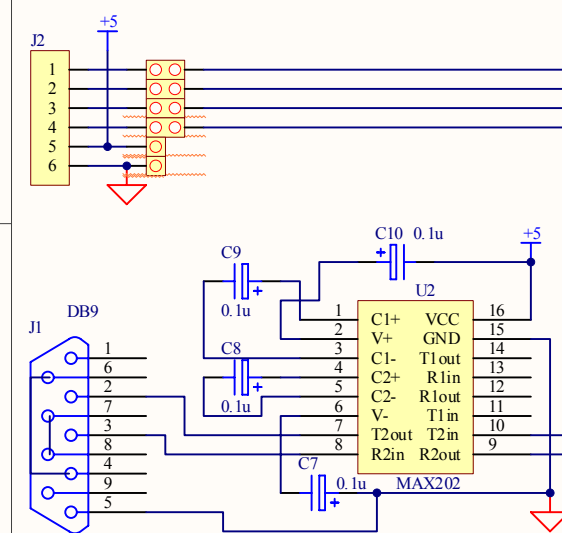 +5
J2
1
2
3
4
5
6
C10 0.1u
+5
C9
0.1u
U2
DB9
J1
C8
0.1u
1 C1+ VCC 16
2 V+ GND 15
3 C1- T1out 14
4 C2+ R1in 13
5 C2- R1out 12
6 V- T1in 11
7 T2out T2in 10
8 R2in R2out 9
1
6
2
7
3
8
4
9
5
C7
0.1u
MAX202